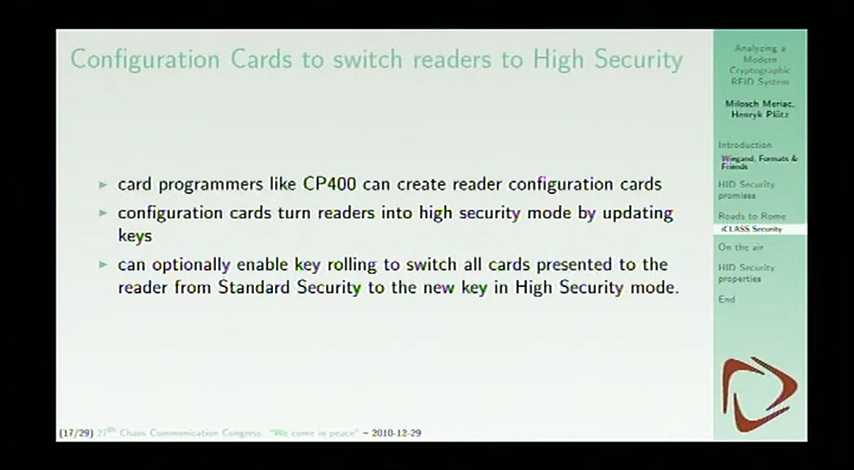 Configuration Cards to switch readers to High Security
card programmers like CP400 can create reader configuration cards
configuration cards turn readers into high security mode by updating
keys
can optionally enable key rolling to switch all cards presented to the
reader from Standard Security to the new key in High Security mode.
Analyzing a
Modern
Cryptographic
RFID System
Milosch Meriac,
Henryk Plötz
Introduction
Wiegand, Formats &
Friends
HID Security
promises
Roads to Rome
iCLASS Security
On the air
HID Security
properties
End
(17/29) 27th Chaos Communication Congress. "We come in peace" – 2010-12-29